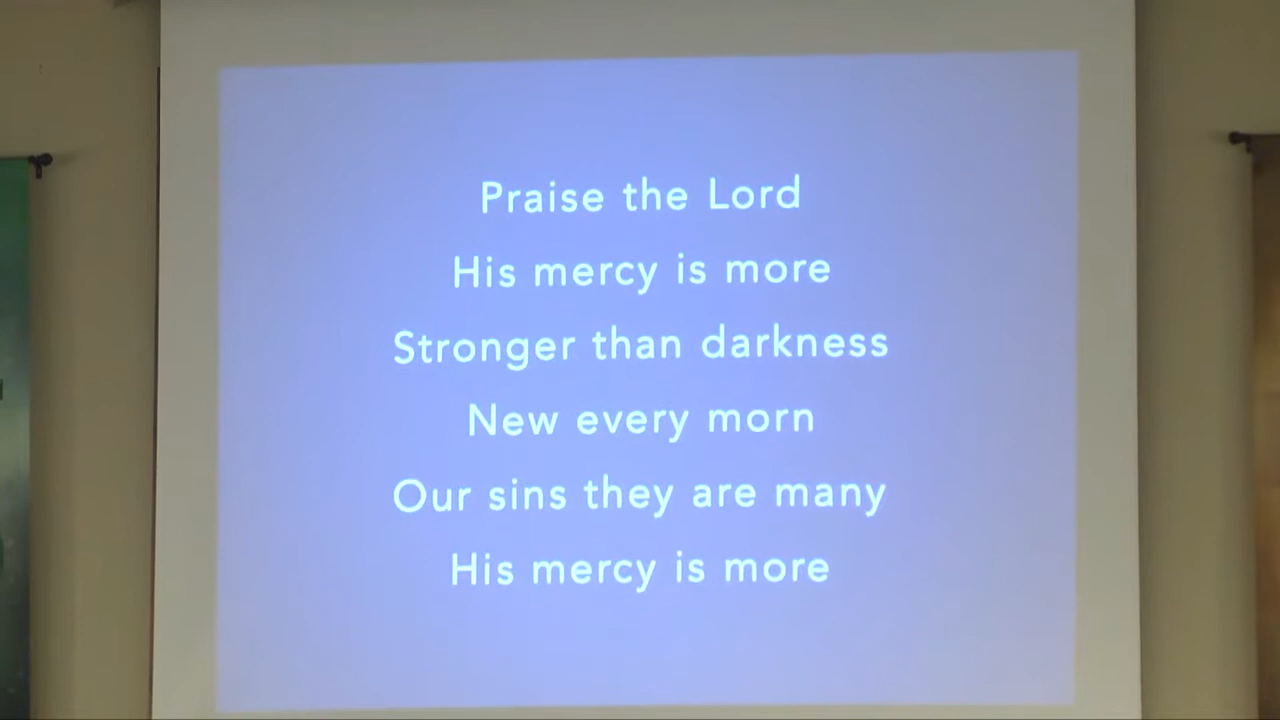 Praise the Lord
His mercy is more
Stronger than darkness
New every morn
Our sins they are many
His mercy is more